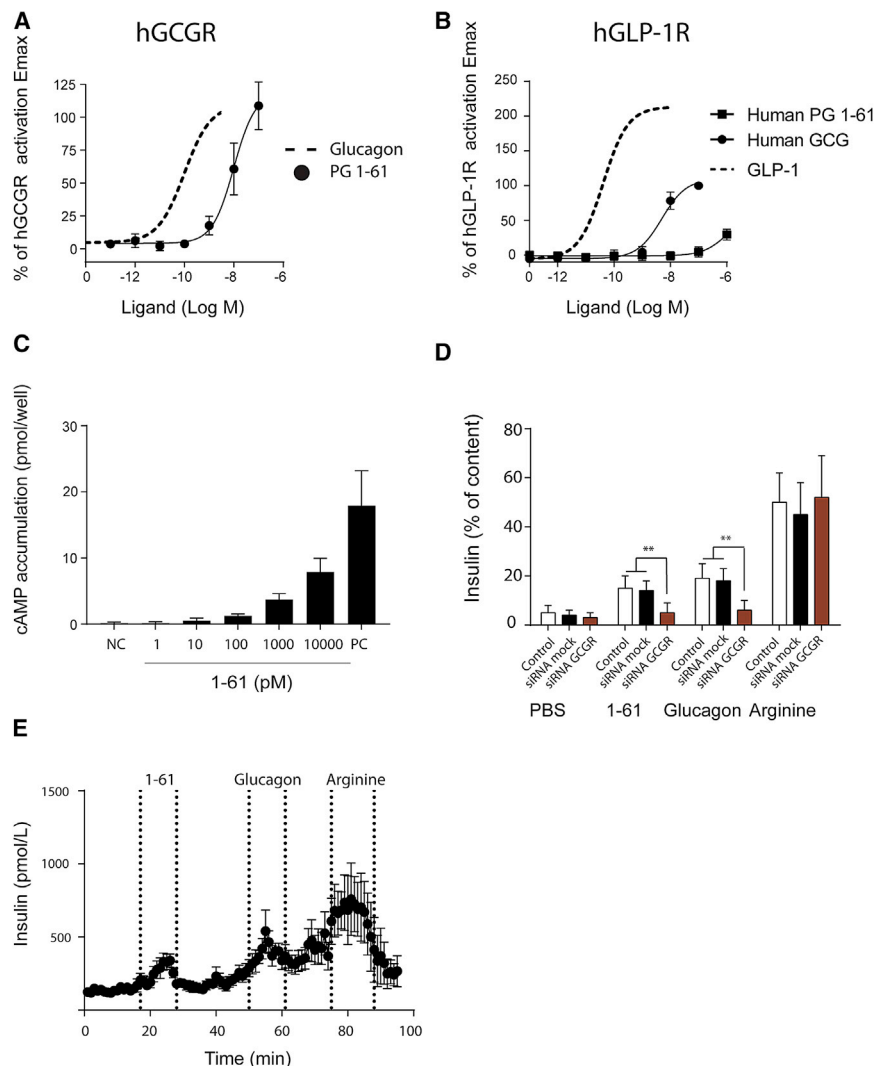 A
hGCGR
% of hGCGR activation Emax
125
100
75
50
25
0
0 -12 -10 -8 -6
Ligand (Log M)
Glucagon
PG 1-61
B
hGLP-1R
% of hGLP-1R activation Emax
250
200
150
100
50
0
0 -12 -10 -8 -6
Ligand (Log M)
Human PG 1-61
Human GCG
GLP-1
C
cAMP accumulation (pmol/well)
30
20
10
0
NC 1 10 100 1000 10000 PC
1-61 (pM)
D
Insulin (% of content)
80
60
40
20
0
** **
Control siRNA mock siRNA GCGR Control siRNA mock siRNA GCGR Control siRNA mock siRNA GCGR Control siRNA mock siRNA GCGR
PBS 1-61 Glucagon Arginine
E
1-61 Glucagon Arginine
Insulin (pmol/L)
1500
1000
500
0 20 40 60 80 100
Time (min)